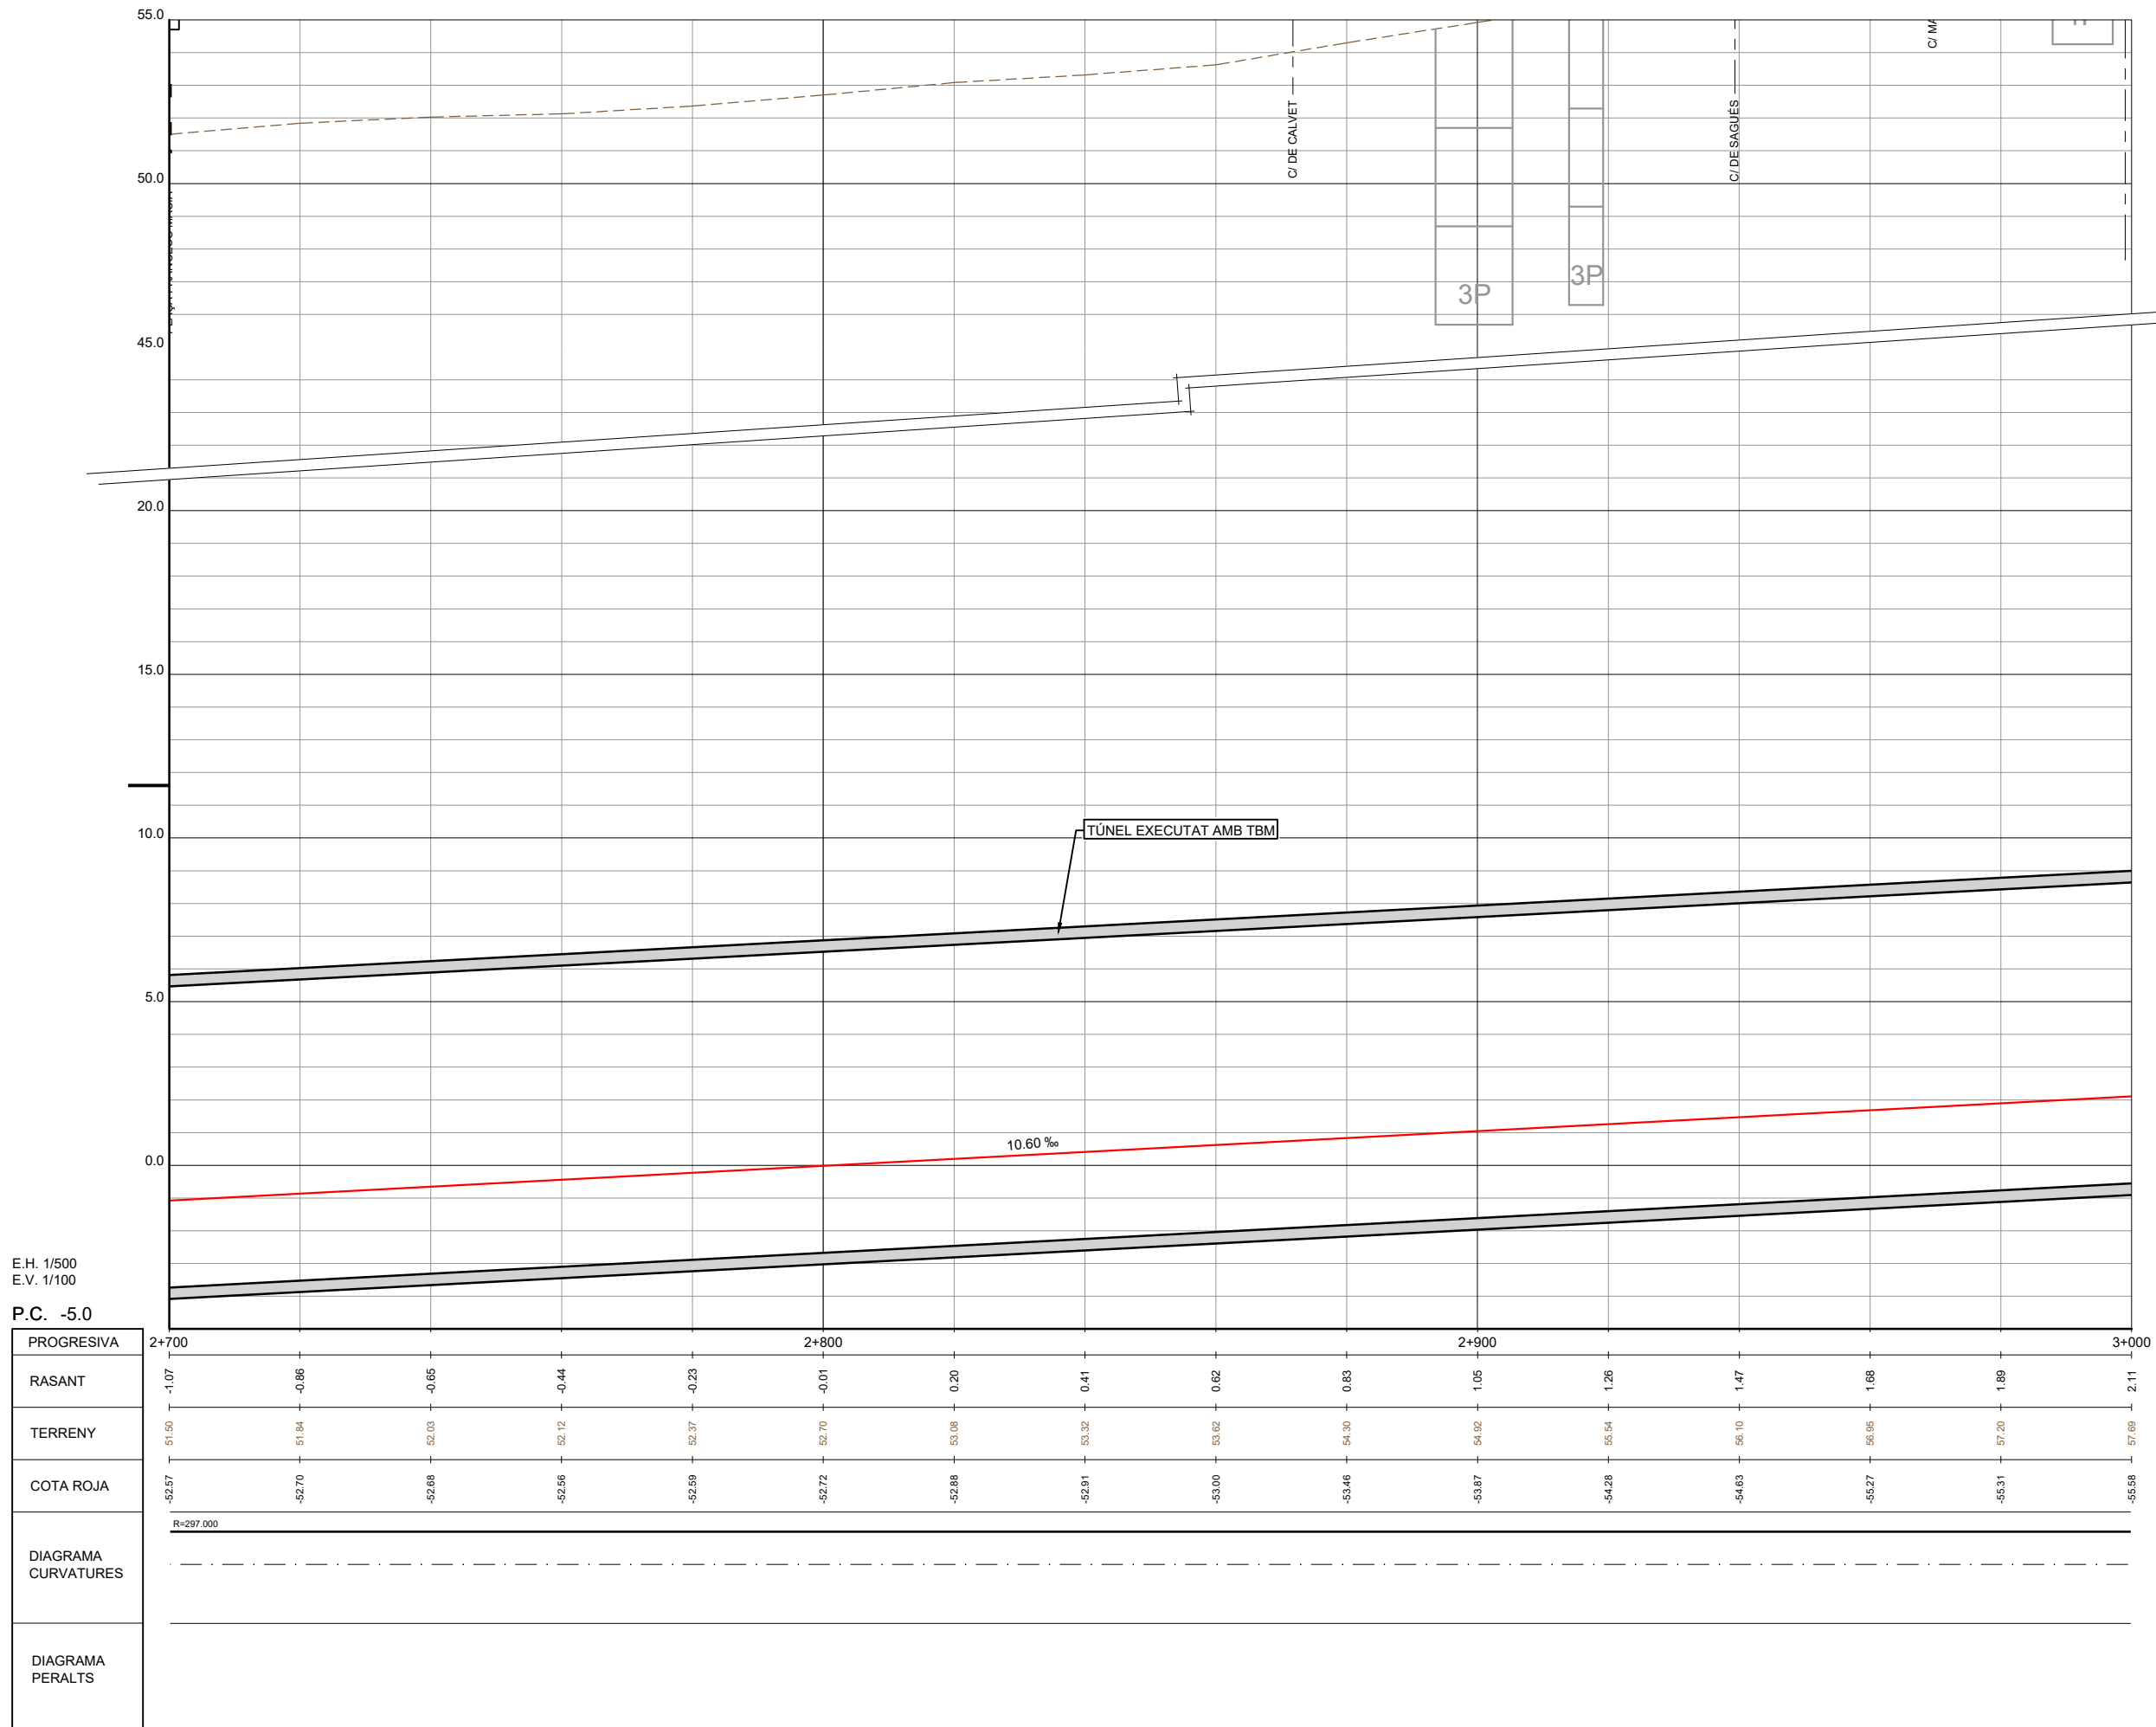 55.0
50.0
45.0
20.0
15.0
10.0
5.0
0.0
C/ DE CALVET
C/ DE SAGUÉS
C/ MA
3P
3P
TÚNEL EXECUTAT AMB TBM
10.60 ‰
E.H. 1/500
E.V. 1/100
P.C. -5.0
PROGRESIVA 2+700 2+800 2+900 3+000
RASANT -1.07 -0.86 -0.65 -0.44 -0.23 -0.01 0.20 0.41 0.62 0.83 1.05 1.26 1.47 1.68 1.89 2.11
TERRENY 51.50 51.84 52.03 52.12 52.37 52.70 53.08 53.32 53.62 54.30 54.92 55.54 56.10 56.95 57.20 57.69
COTA ROJA -52.57 -52.70 -52.68 -52.56 -52.59 -52.72 -52.88 -52.91 -53.00 -53.46 -53.87 -54.28 -54.63 -55.27 -55.31 -55.58
R=297.000
DIAGRAMA
CURVATURES
DIAGRAMA
PERALTS